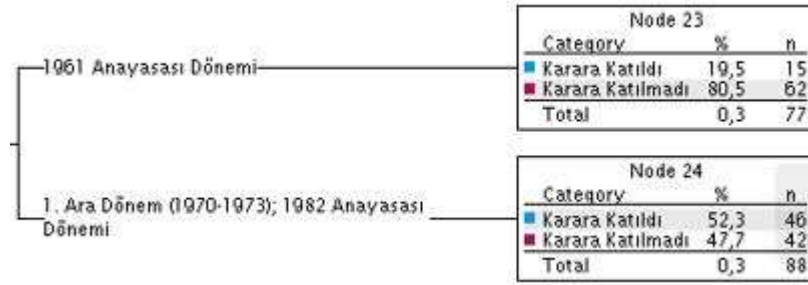 Node 23
Category % n
Karara Katıldı 19,5 15
1961 Anayasası Dönemi
Karara Katılmadı 80,5 62
Total 0,3 77
Node 24
Category % n
1. Ara Dönem (1970-1973); 1982 Anayasası
Dönemi
Karara Katıldı 52,3 46
Karara Katılmadı 47,7 42
Total 0,3 88